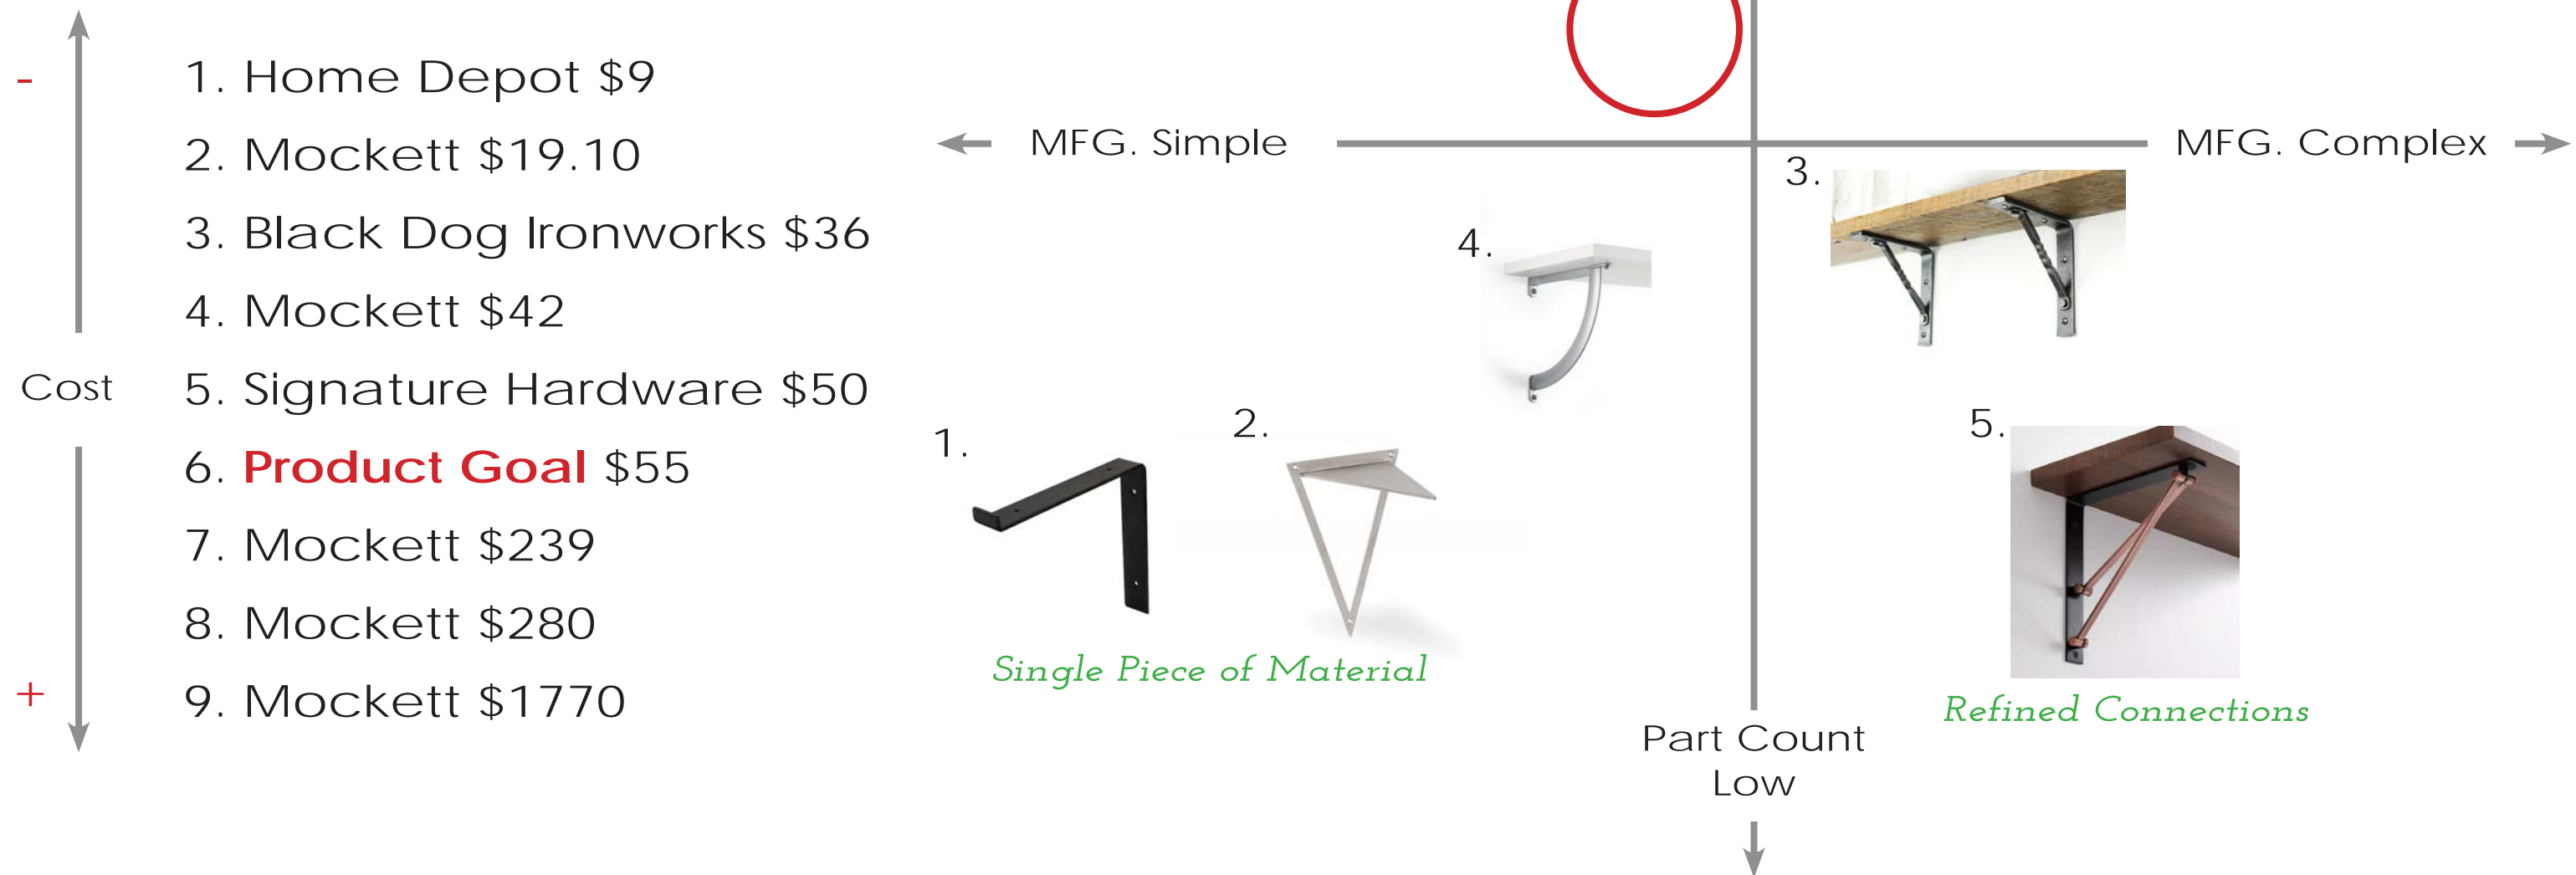 -
1. Home Depot $9
2. Mockett $19.10
3. Black Dog Ironworks $36
4. Mockett $42
Cost
5. Signature Hardware $50
6. Product Goal $55
7. Mockett $239
8. Mockett $280
+
9. Mockett $1770
MFG. Simple
MFG. Complex
3.
4.
1.
2.
5.
Single Piece of Material
Refined Connections
Part Count
Low